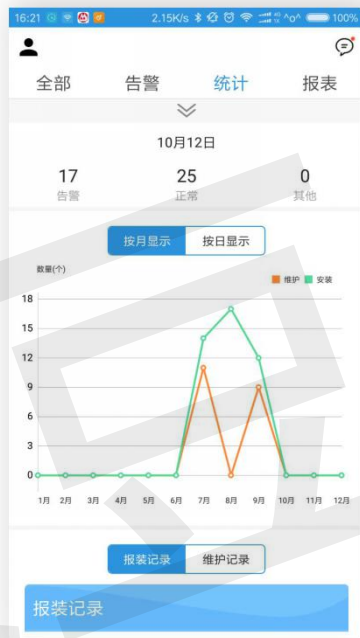 16:21 2.15K/s ^o^ 100%
全部 告警 统计 报表
10月12日
17 25 0
告警 正常 其他
按月显示 按日显示
数量(个)
维护 安装
18
15
12
9
6
3
0
1月 2月 3月 4月 5月 6月 7月 8月 9月 10月 11月 12月
报装记录 维护记录
报装记录